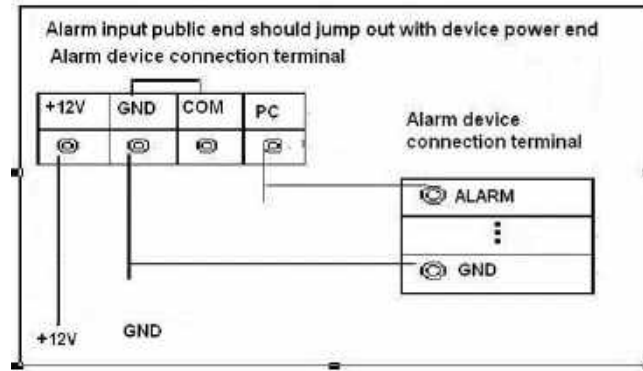 Alarm input public end should jump out with device power end
Alarm device connection terminal
+12V GND COM PC
Alarm device
connection terminal
ALARM
GND
+12V GND